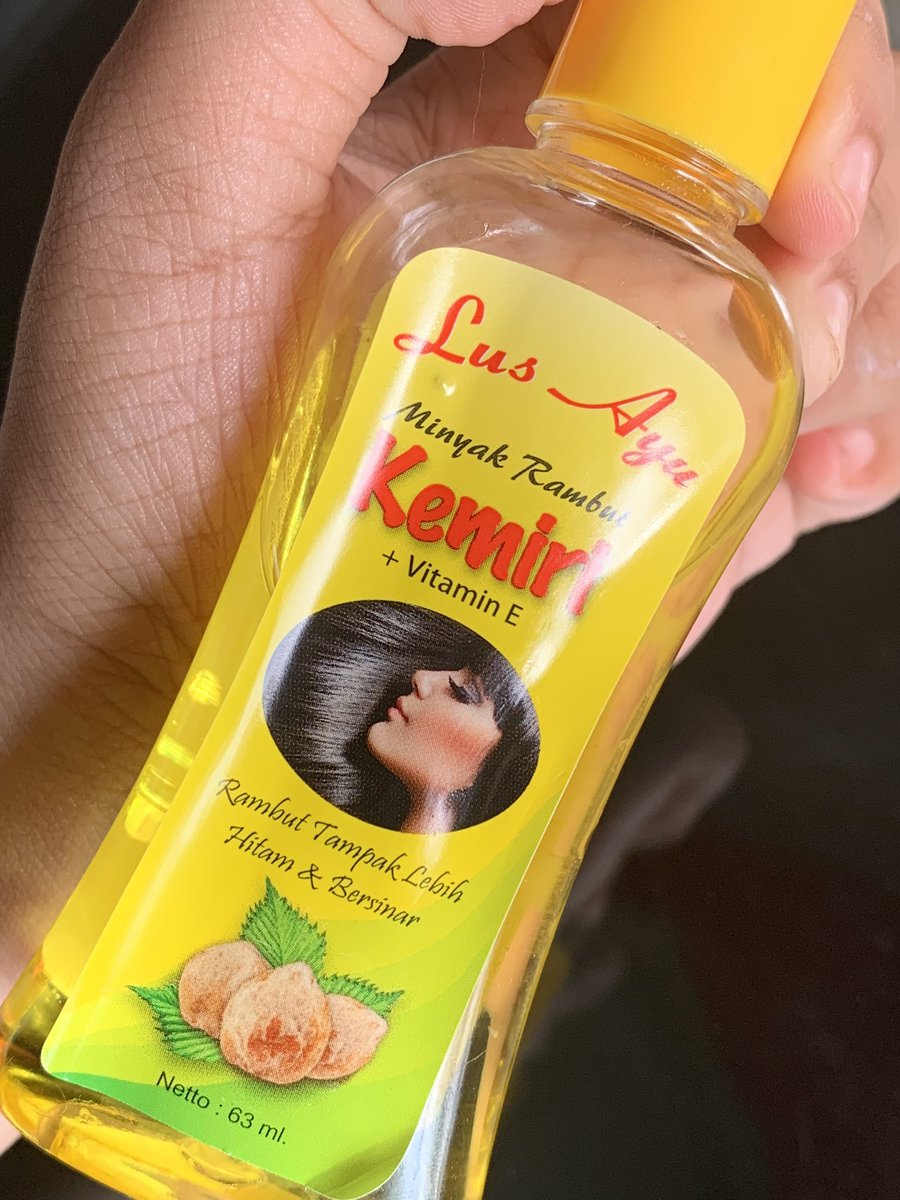 Lus Ayu
Minyak Rambut
Kemiri
+ Vitamin E
Rambut Tampak Lebih
Hitam & Bersinar
Netto : 63 ml.